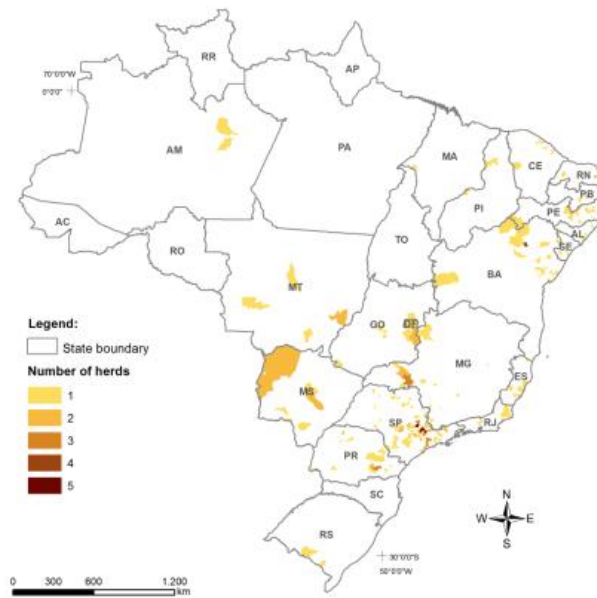 RR
AP
70°0'0"W
0°0'0"
AM
PA
MA
CE
RN
PB
PI
PE
AL
SE
AC
RO
TO
BA
MT
GO
DF
Legend:
State boundary
Number of herds
1
2
3
4
5
MG
ES
MS
SP
RJ
PR
SC
RS
N
W E
S
30°0'0"S
50°0'0"W
0 300 600 1.200
km